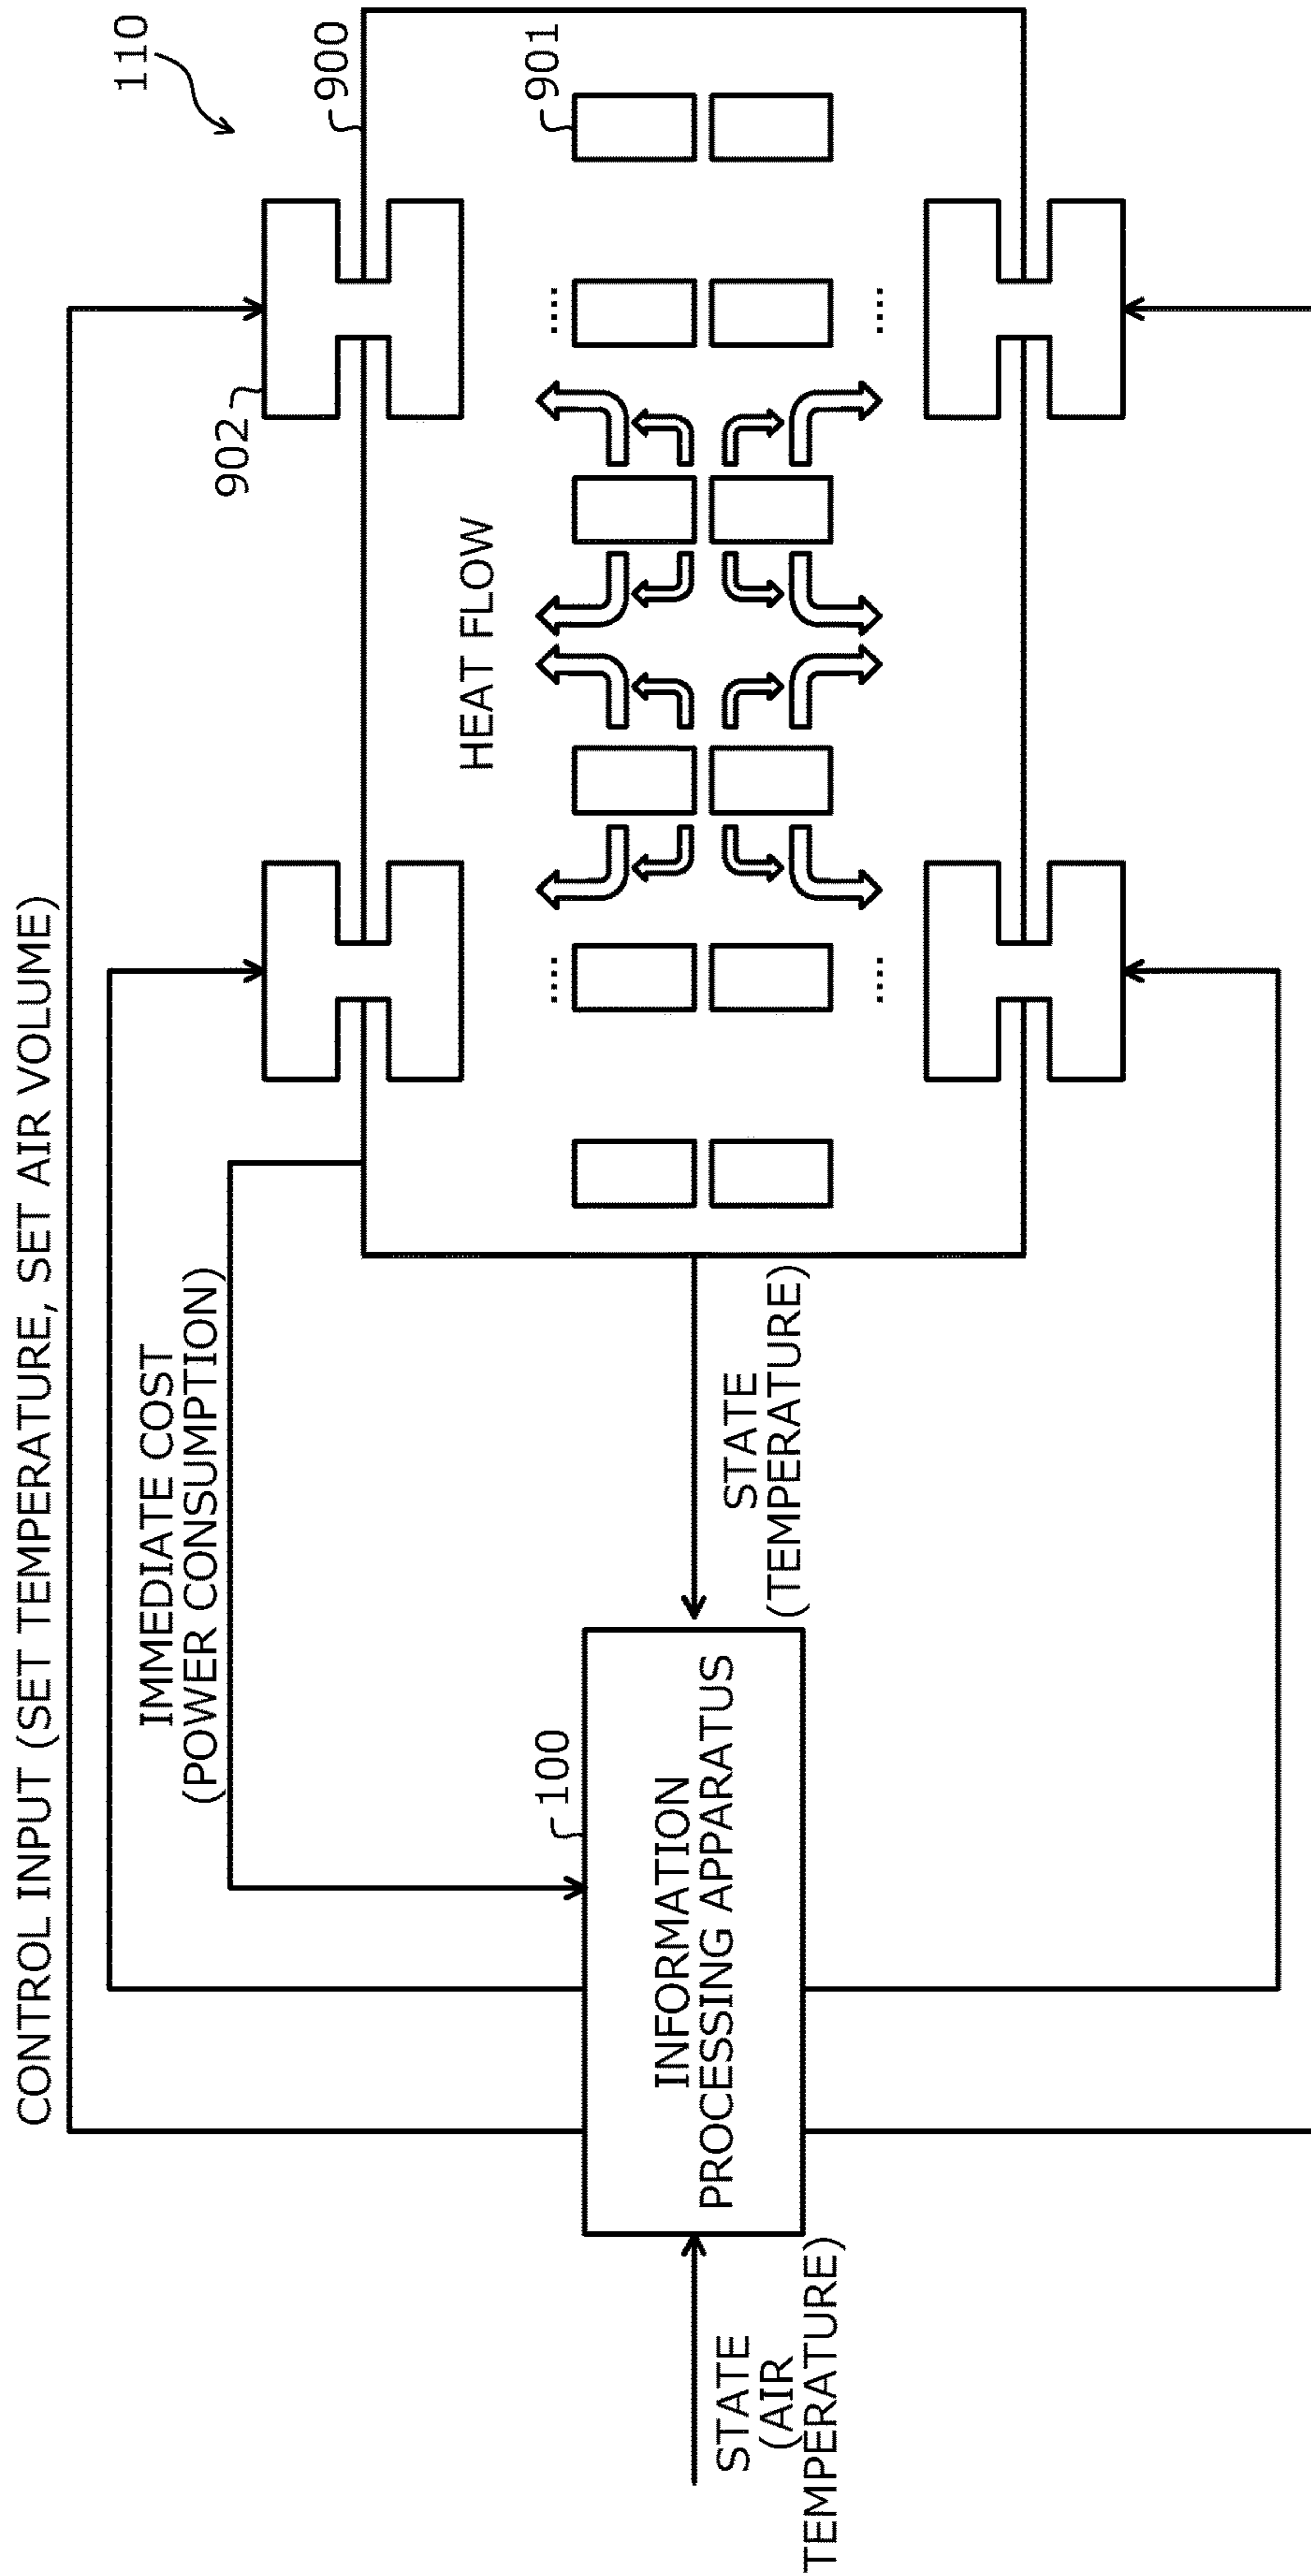 CONTROL INPUT (SET TEMPERATURE, SET AIR VOLUME)
110
IMMEDIATE COST
(POWER CONSUMPTION)
902
900
HEAT FLOW
901
100
INFORMATION
PROCESSING APPARATUS
STATE
(AIR
TEMPERATURE)
STATE
(TEMPERATURE)